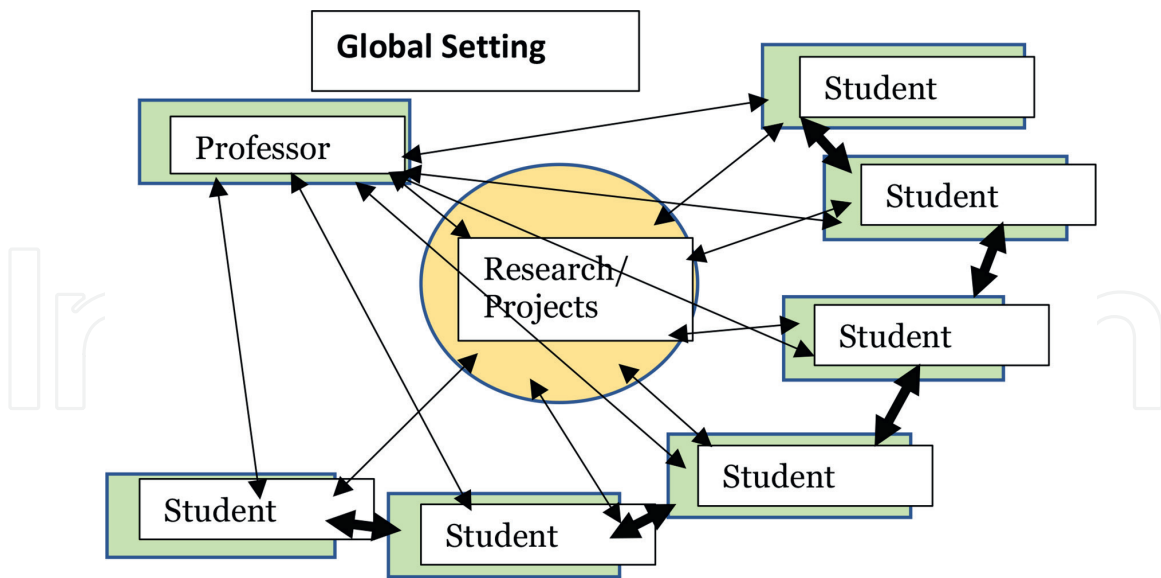 Global Setting
Student
Professor
Student
Research/
Projects
Student
Student
Student
Student